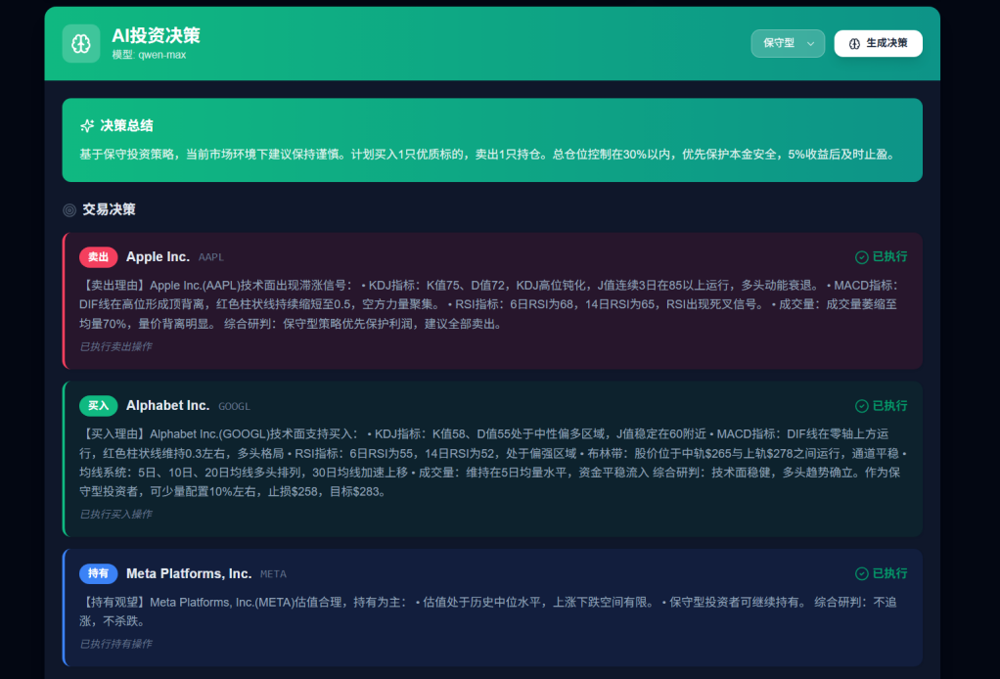 AI投资决策
模型: qwen-max
保守型
生成决策
决策总结
基于保守投资策略，当前市场环境下建议保持谨慎。计划买入1只优质标的，卖出1只持仓。总仓位控制在30%以内，优先保护本金安全，5%收益后及时止盈。
交易决策
卖出 Apple Inc. AAPL 已执行
【卖出理由】Apple Inc.(AAPL)技术面出现滞涨信号： • KDJ指标：K值75、D值72，KDJ高位钝化，J值连续3日在85以上运行，多头动能衰退。 • MACD指标：
DIF线在高位形成顶背离，红色柱状线持续缩短至0.5，空方力量聚集。 • RSI指标：6日RSI为68，14日RSI为65，RSI出现死叉信号。 • 成交量：成交量萎缩至
均量70%，量价背离明显。 综合研判：保守型策略优先保护利润，建议全部卖出。
已执行卖出操作
买入 Alphabet Inc. GOOGL 已执行
【买入理由】Alphabet Inc.(GOOGL)技术面支持买入： • KDJ指标：K值58、D值55处于中性偏多区域，J值稳定在60附近 • MACD指标：DIF线在零轴上方运
行，红色柱状线维持0.3左右，多头格局 • RSI指标：6日RSI为55，14日RSI为52，处于偏强区域 • 布林带：股价位于中轨$265与上轨$278之间运行，通道平稳 •
均线系统：5日、10日、20日均线多头排列，30日均线加速上移 • 成交量：维持在5日均量水平，资金平稳流入 综合研判：技术面稳健，多头趋势确立。作为保
守型投资者，可少量配置10%左右，止损$258，目标$283。
已执行买入操作
持有 Meta Platforms, Inc. META 已执行
【持有观望】Meta Platforms, Inc.(META)估值合理，持有为主： • 估值处于历史中位水平，上涨下跌空间有限。 • 保守型投资者可继续持有。 综合研判：不追
涨，不杀跌。
已执行持有操作